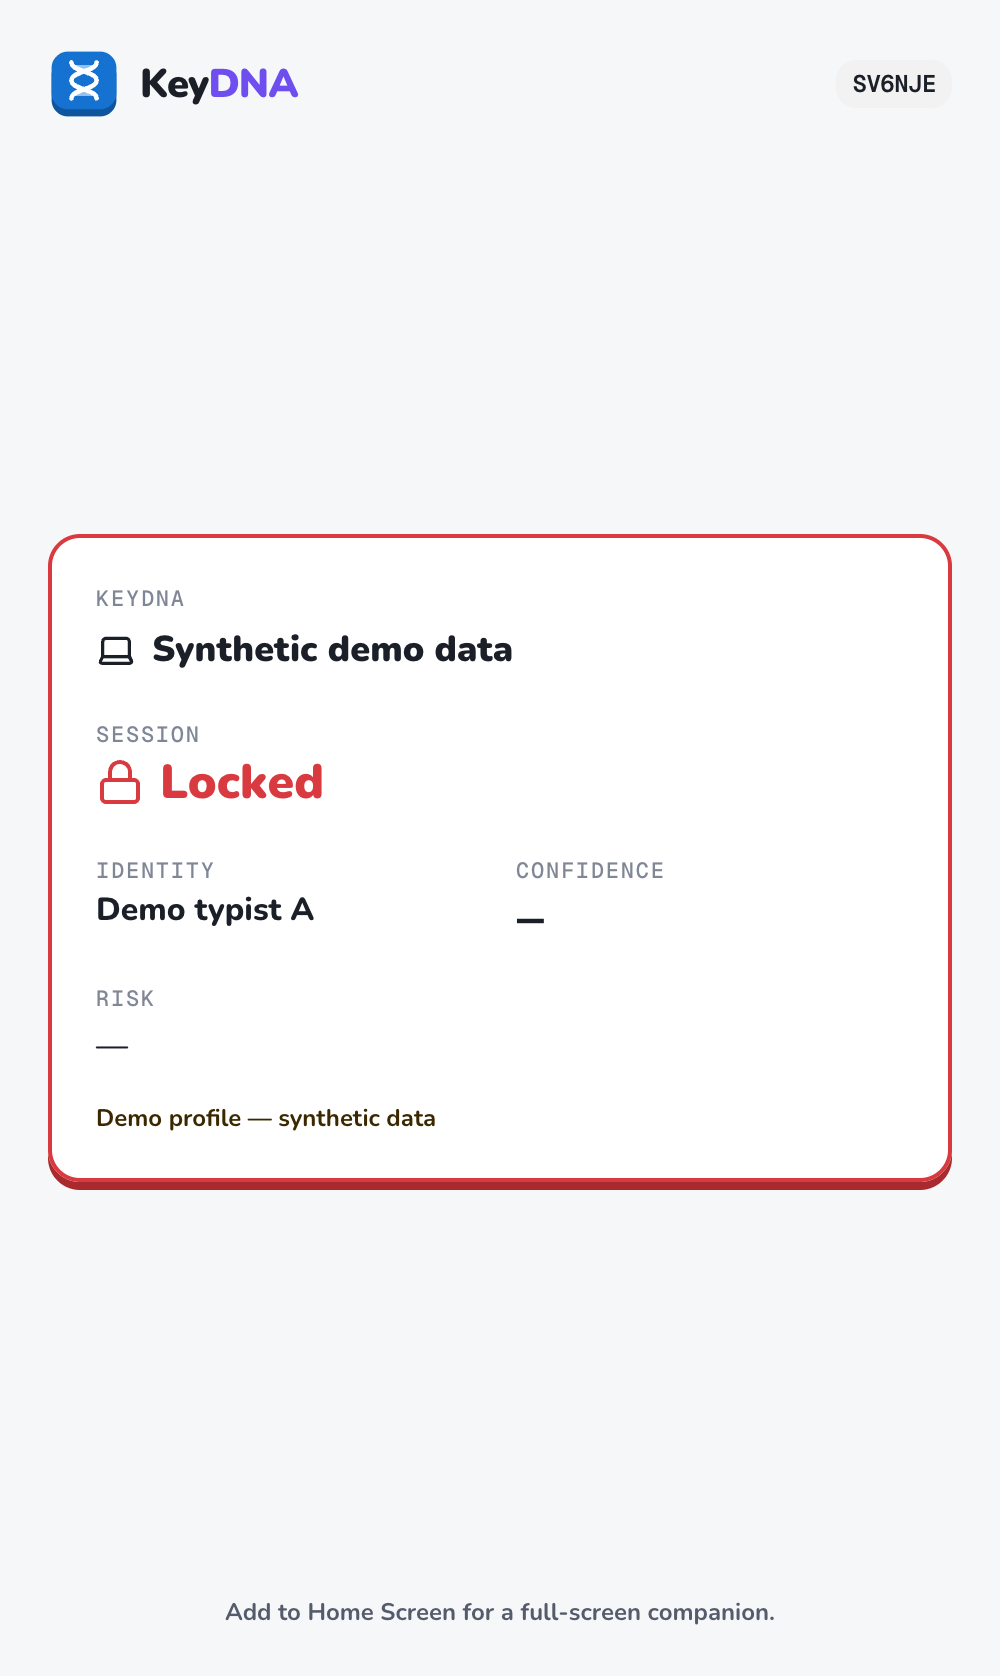 KeyDNA
SV6NJE
KEYDNA
Synthetic demo data
SESSION
Locked
IDENTITY
CONFIDENCE
Demo typist A
—
RISK
—
Demo profile — synthetic data
Add to Home Screen for a full-screen companion.